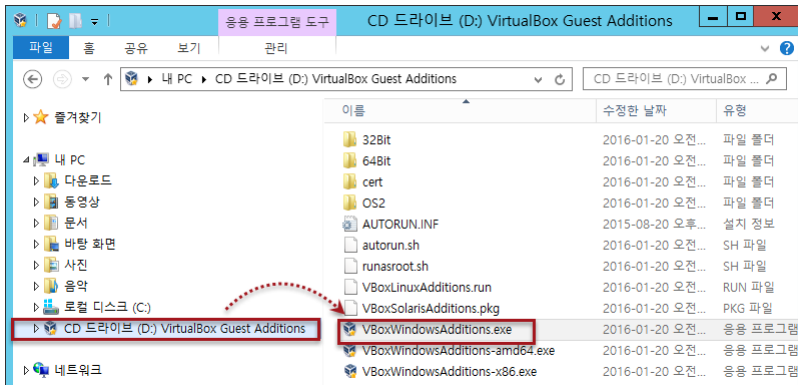 응용 프로그램 도구
CD 드라이브 (D:) VirtualBox Guest Additions
파일 홈 공유 보기 관리
내 PC CD 드라이브 (D:) VirtualBox Guest Additions
CD 드라이브 (D:) VirtualBox ...
즐겨찾기
내 PC
다운로드
동영상
문서
바탕 화면
사진
음악
로컬 디스크 (C:)
CD 드라이브 (D:) VirtualBox Guest Additions
네트워크
이름 수정한 날짜 유형
32Bit 2016-01-20 오전... 파일 폴더
64Bit 2016-01-20 오전... 파일 폴더
cert 2016-01-20 오전... 파일 폴더
OS2 2016-01-20 오전... 파일 폴더
AUTORUN.INF 2015-08-20 오후... 설치 정보
autorun.sh 2016-01-20 오전... SH 파일
runasroot.sh 2016-01-20 오전... SH 파일
VBoxLinuxAdditions.run 2016-01-20 오전... RUN 파일
VBoxSolarisAdditions.pkg 2016-01-20 오전... PKG 파일
VBoxWindowsAdditions.exe 2016-01-20 오전... 응용 프로그램
VBoxWindowsAdditions-amd64.exe 2016-01-20 오전... 응용 프로그램
VBoxWindowsAdditions-x86.exe 2016-01-20 오전... 응용 프로그램